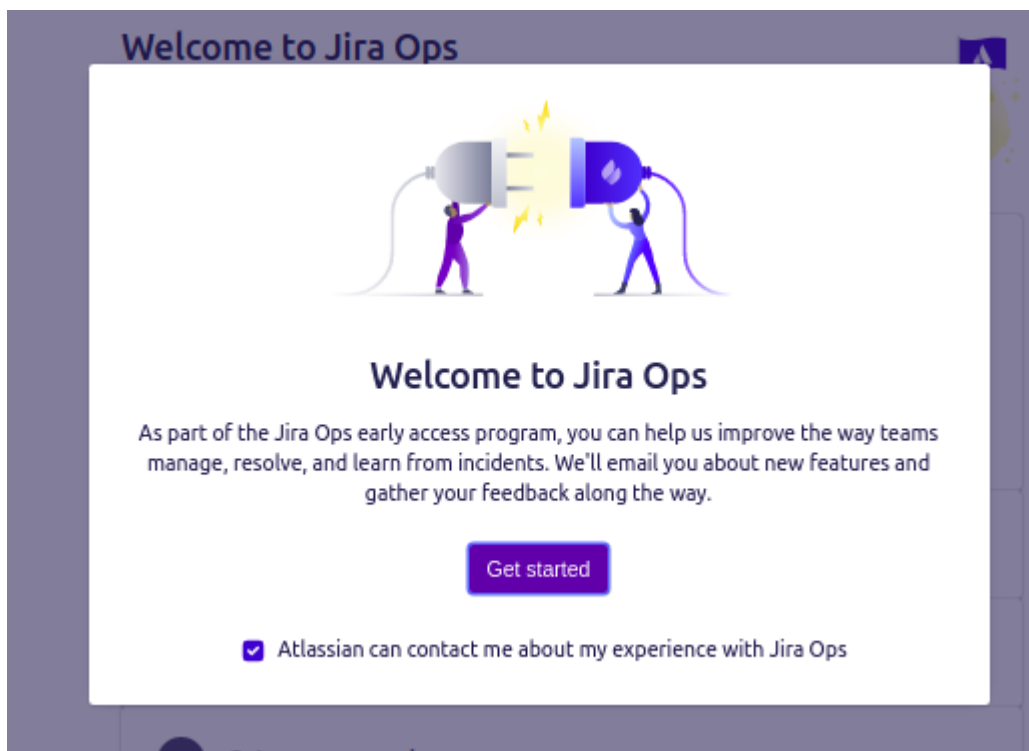 Welcome to Jira Ops
Welcome to Jira Ops
As part of the Jira Ops early access program, you can help us improve the way teams
manage, resolve, and learn from incidents. We'll email you about new features and
gather your feedback along the way.
Get started
Atlassian can contact me about my experience with Jira Ops